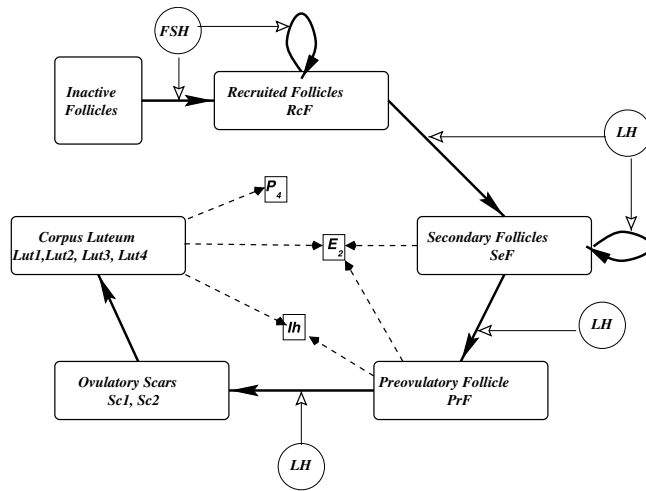 FSH
Inactive
Follicles
Recruited Follicles
RcF
LH
P4
Corpus Luteum
Lut1,Lut2, Lut3, Lut4
E2
Secondary Follicles
SeF
Ih
LH
Ovulatory Scars
Sc1, Sc2
Preovulatory Follicle
PrF
LH